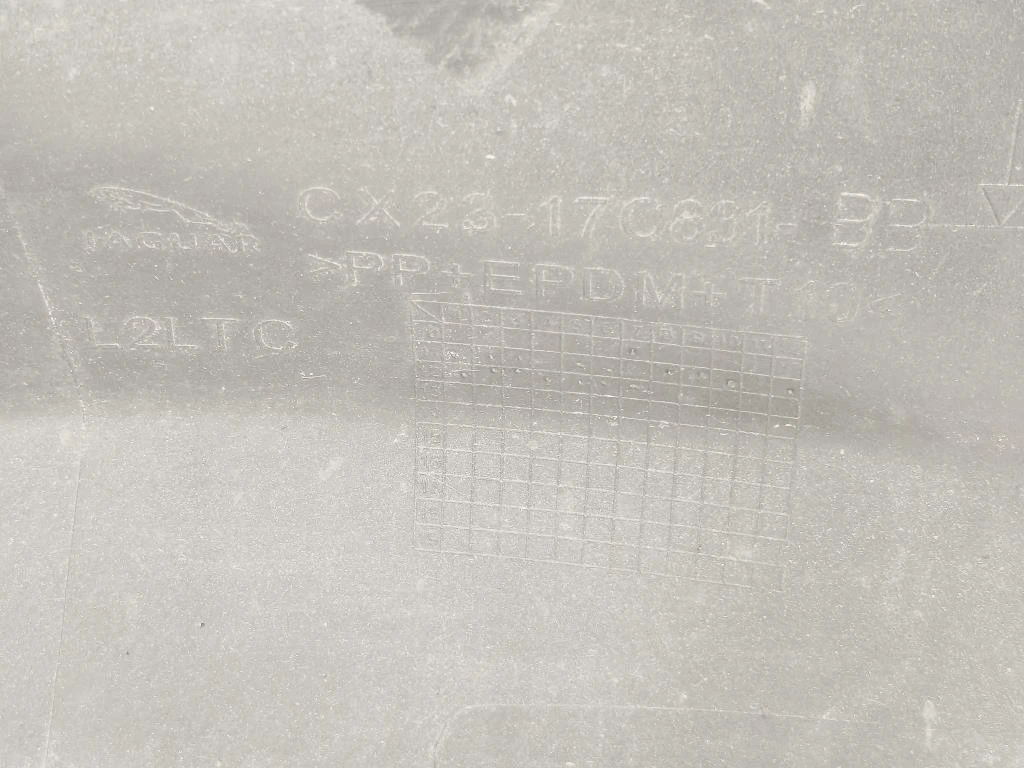 JAGUAR
CX23-17C831- BB
>PP+EPDM+T10<
L2LTC